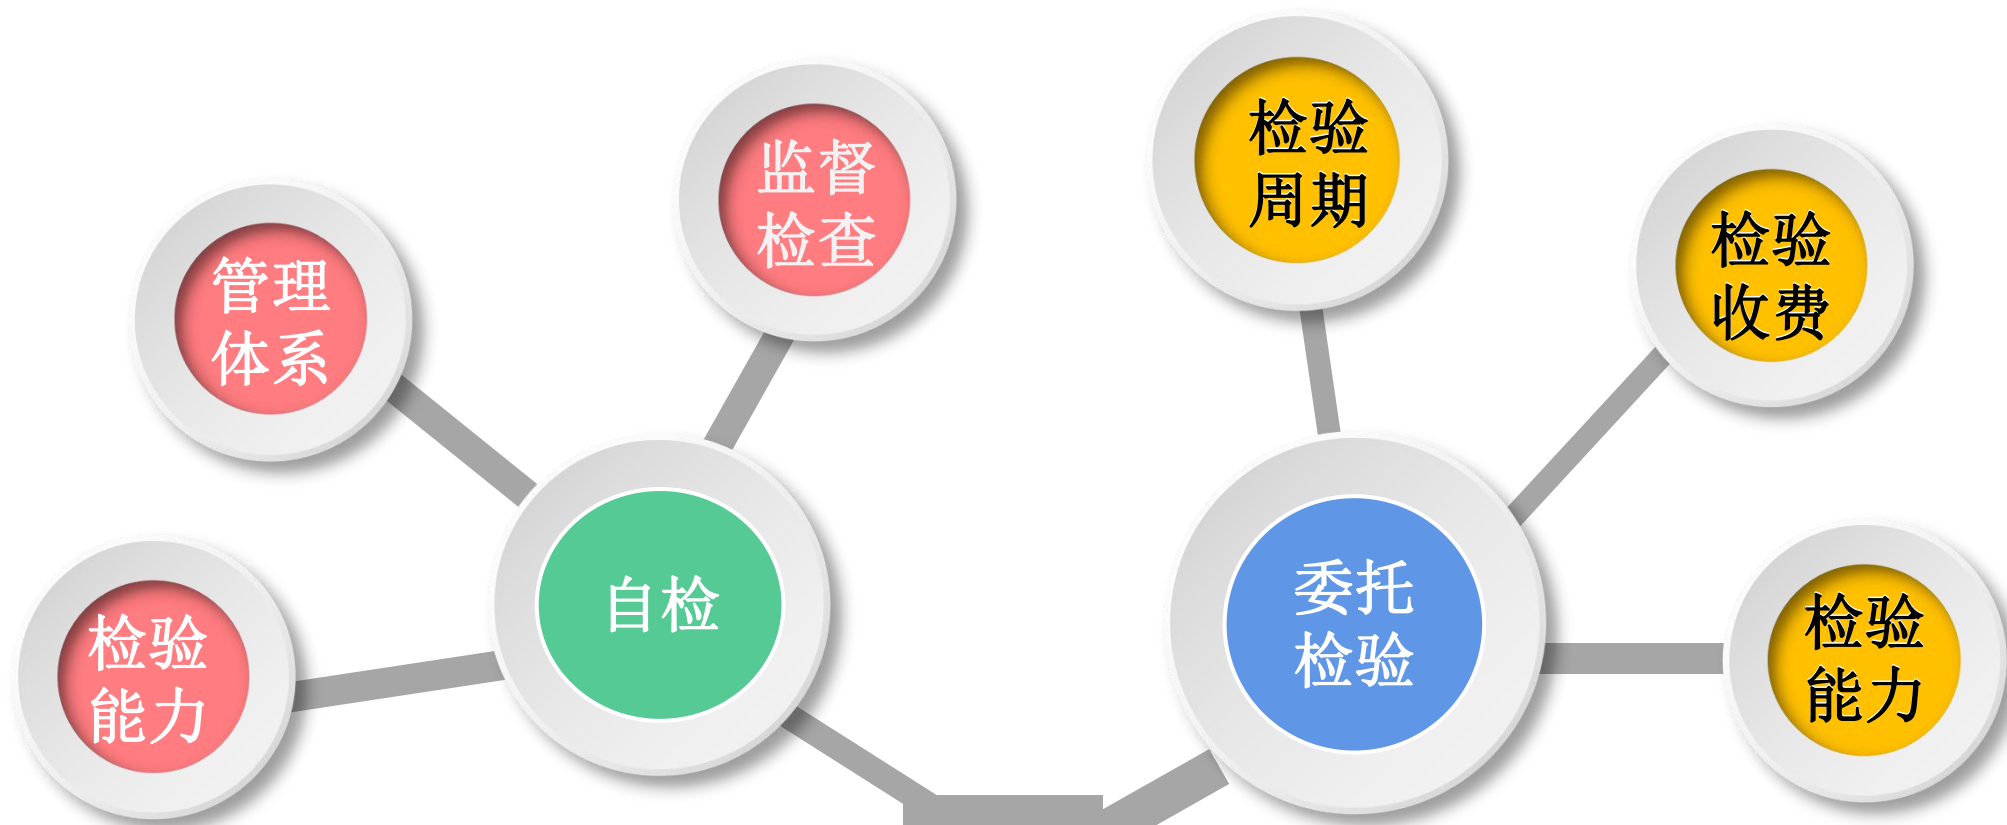 监督
检查
管理
体系
检验
能力
自检
检验
周期
检验
收费
委托
检验
检验
能力